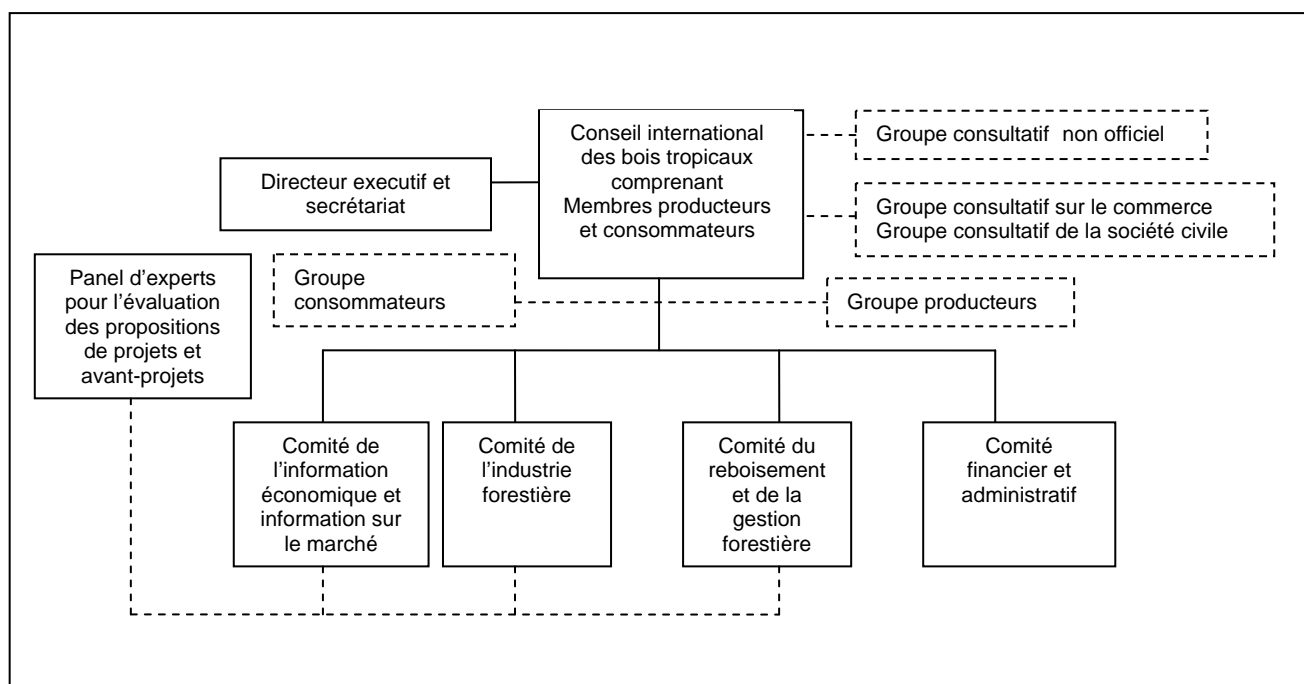 Conseil international
des bois tropicaux
comprenant
Membres producteurs
et consommateurs
Groupe consultatif non officiel
Directeur executif et
secrétariat
Groupe consultatif sur le commerce
Groupe consultatif de la société civile
Panel d’experts
pour l’évaluation
des propositions
de projets et
avant-projets
Groupe
consommateurs
Groupe producteurs
Comité de
l’information
économique et
information sur
le marché
Comité de
l’industrie
forestière
Comité du
reboisement
et de la
gestion
forestière
Comité
financier et
administratif